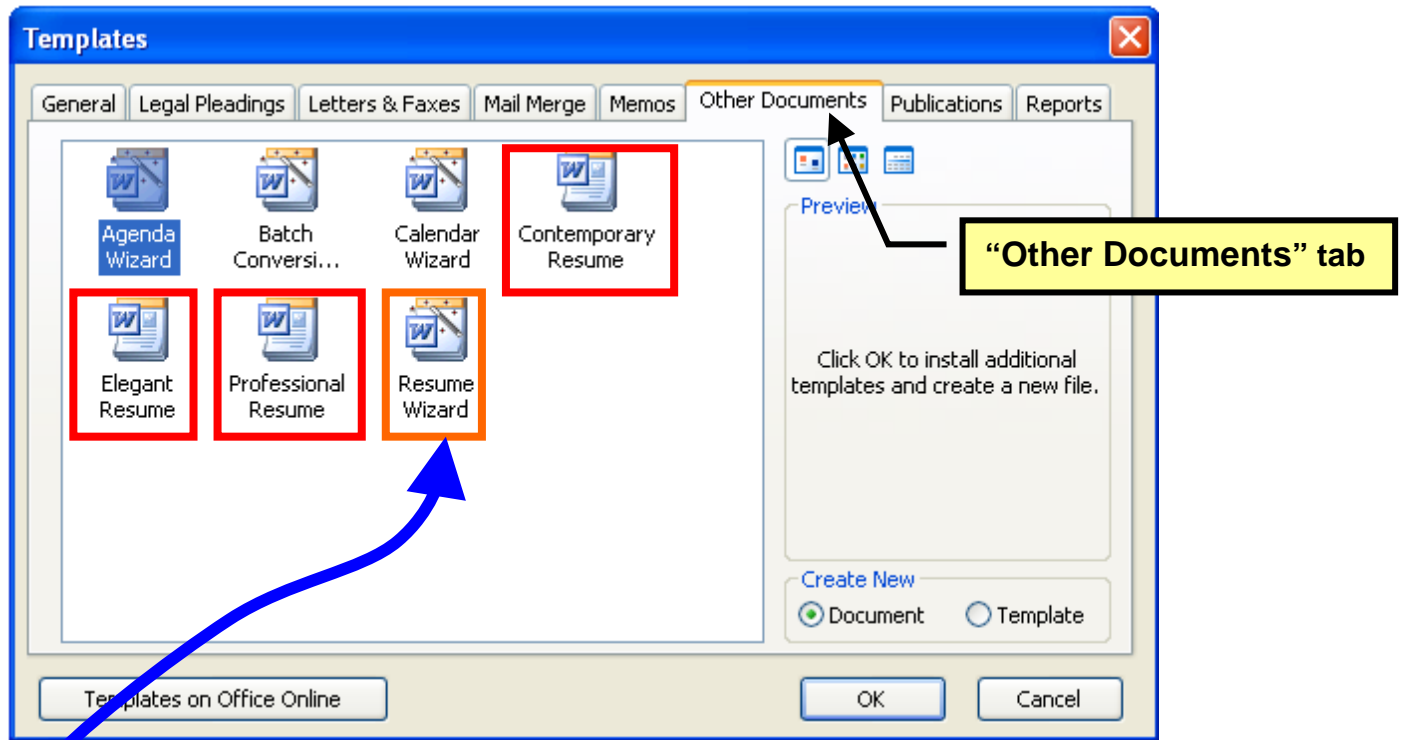 Templates
General Legal Pleadings Letters & Faxes Mail Merge Memos Other Documents Publications Reports
Agenda
Wizard
Batch
Conversi...
Calendar
Wizard
Contemporary
Resume
Elegant
Resume
Professional
Resume
Resume
Wizard
Preview
“Other Documents” tab
Click OK to install additional
templates and create a new file.
Create New
Document Template
Templates on Office Online
OK Cancel